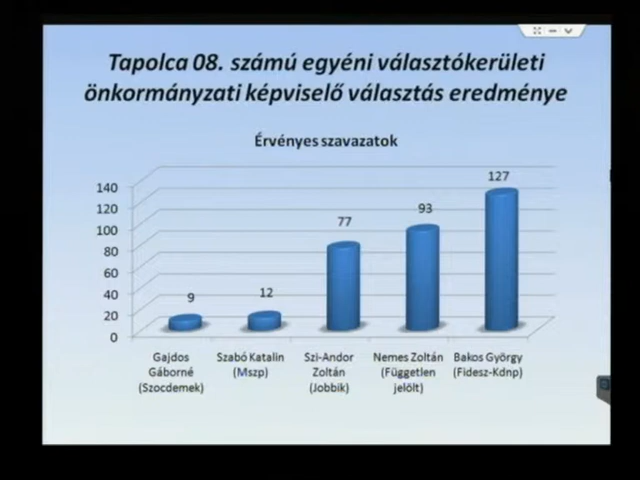 Tapolca 08. számú egyéni választókerületi
önkormányzati képviselő választás eredménye
Érvényes szavazatok
140
120
100
80
60
40
20
0
9
12
77
93
127
Gajdos
Gáborné
(Szocdemek)
Szabó Katalin
(Mszp)
Szi-Andor
Zoltán
(Jobbik)
Nemes Zoltán
(Független
jelölt)
Bakos György
(Fidesz-Kdnp)